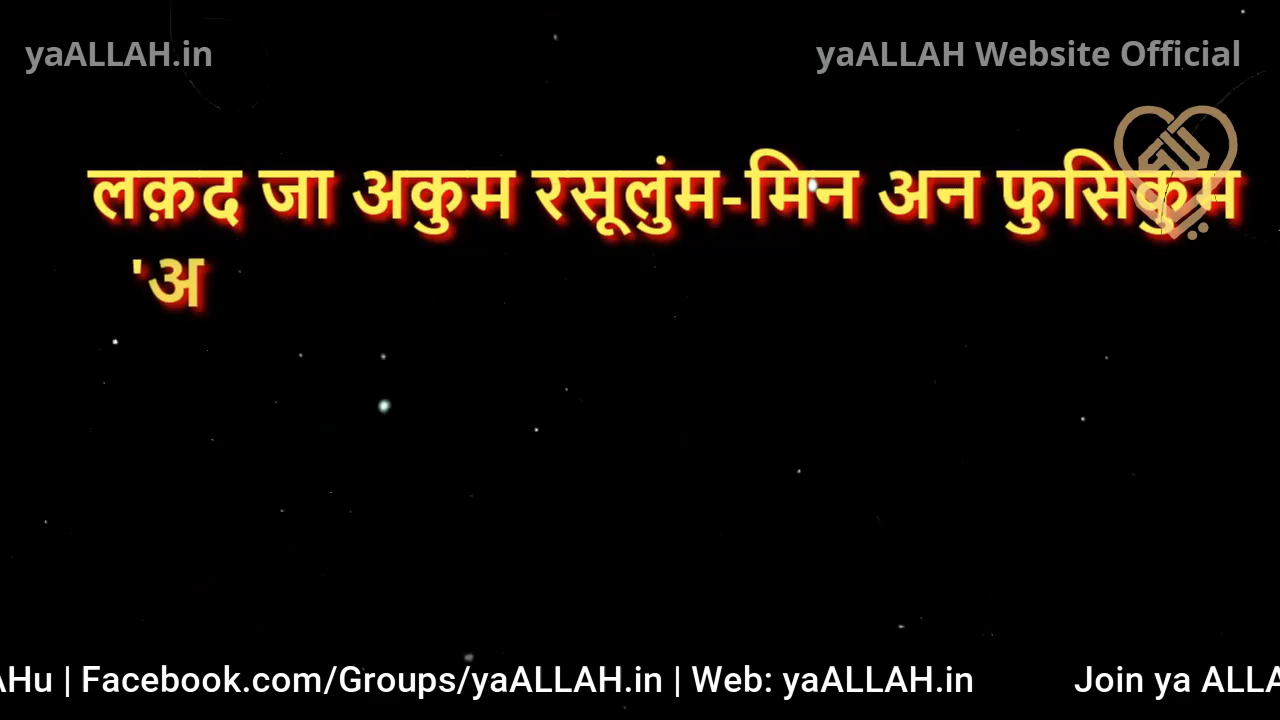 yaALLAH.in
yaALLAH Website Official
लक़द जा अकुम रसूलुंम-मिन अन फुसिकुम
'अ
AHu | Facebook.com/Groups/yaALLAH.in | Web: yaALLAH.in
Join ya ALLA